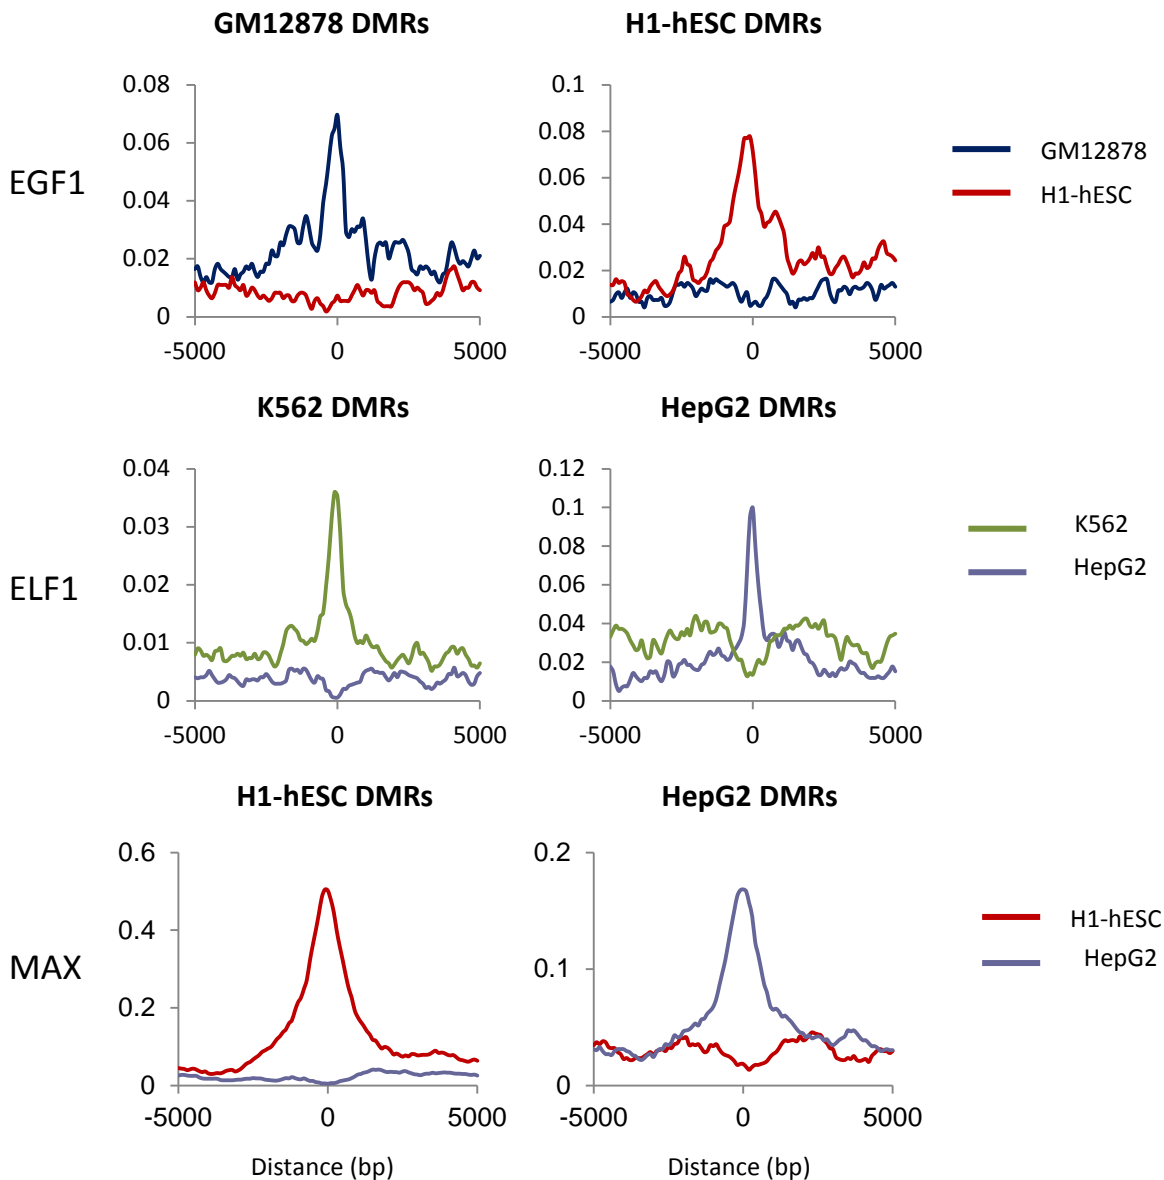 GM12878 DMRs H1-hESC DMRs
EGF1
0.08
0.06
0.04
0.02
0
-5000 0 5000
0.1
0.08
0.06
0.04
0.02
0
-5000 0 5000
GM12878
H1-hESC
K562 DMRs HepG2 DMRs
ELF1
0.04
0.03
0.02
0.01
0
-5000 0 5000
0.12
0.1
0.08
0.06
0.04
0.02
0
-5000 0 5000
K562
HepG2
H1-hESC DMRs HepG2 DMRs
MAX
0.6
0.4
0.2
0
-5000 0 5000
Distance (bp)
0.2
0.1
0
-5000 0 5000
Distance (bp)
H1-hESC
HepG2